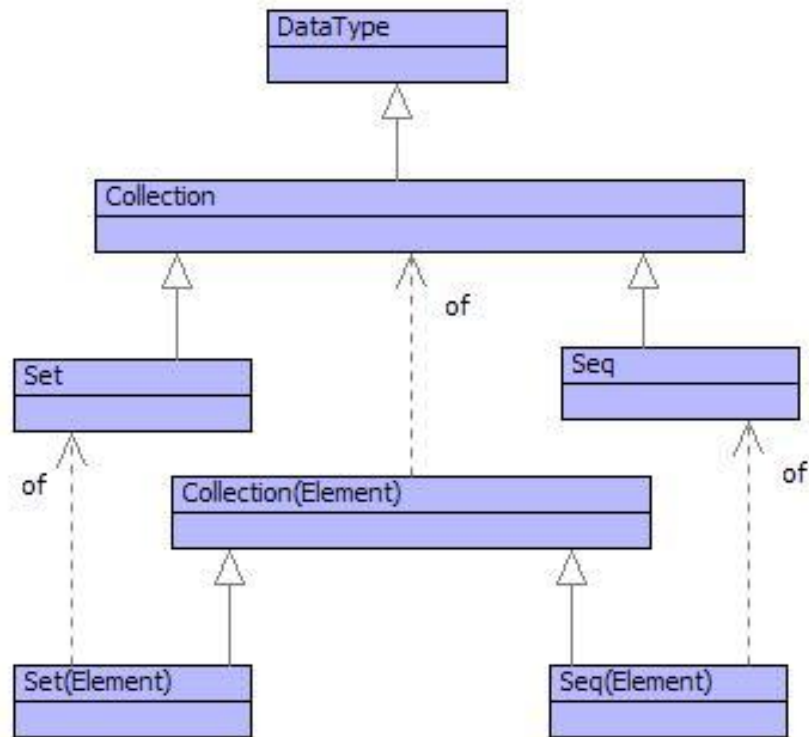 DataType
Collection
of
Set
Seq
of
Collection(Element)
of
Set(Element)
Seq(Element)